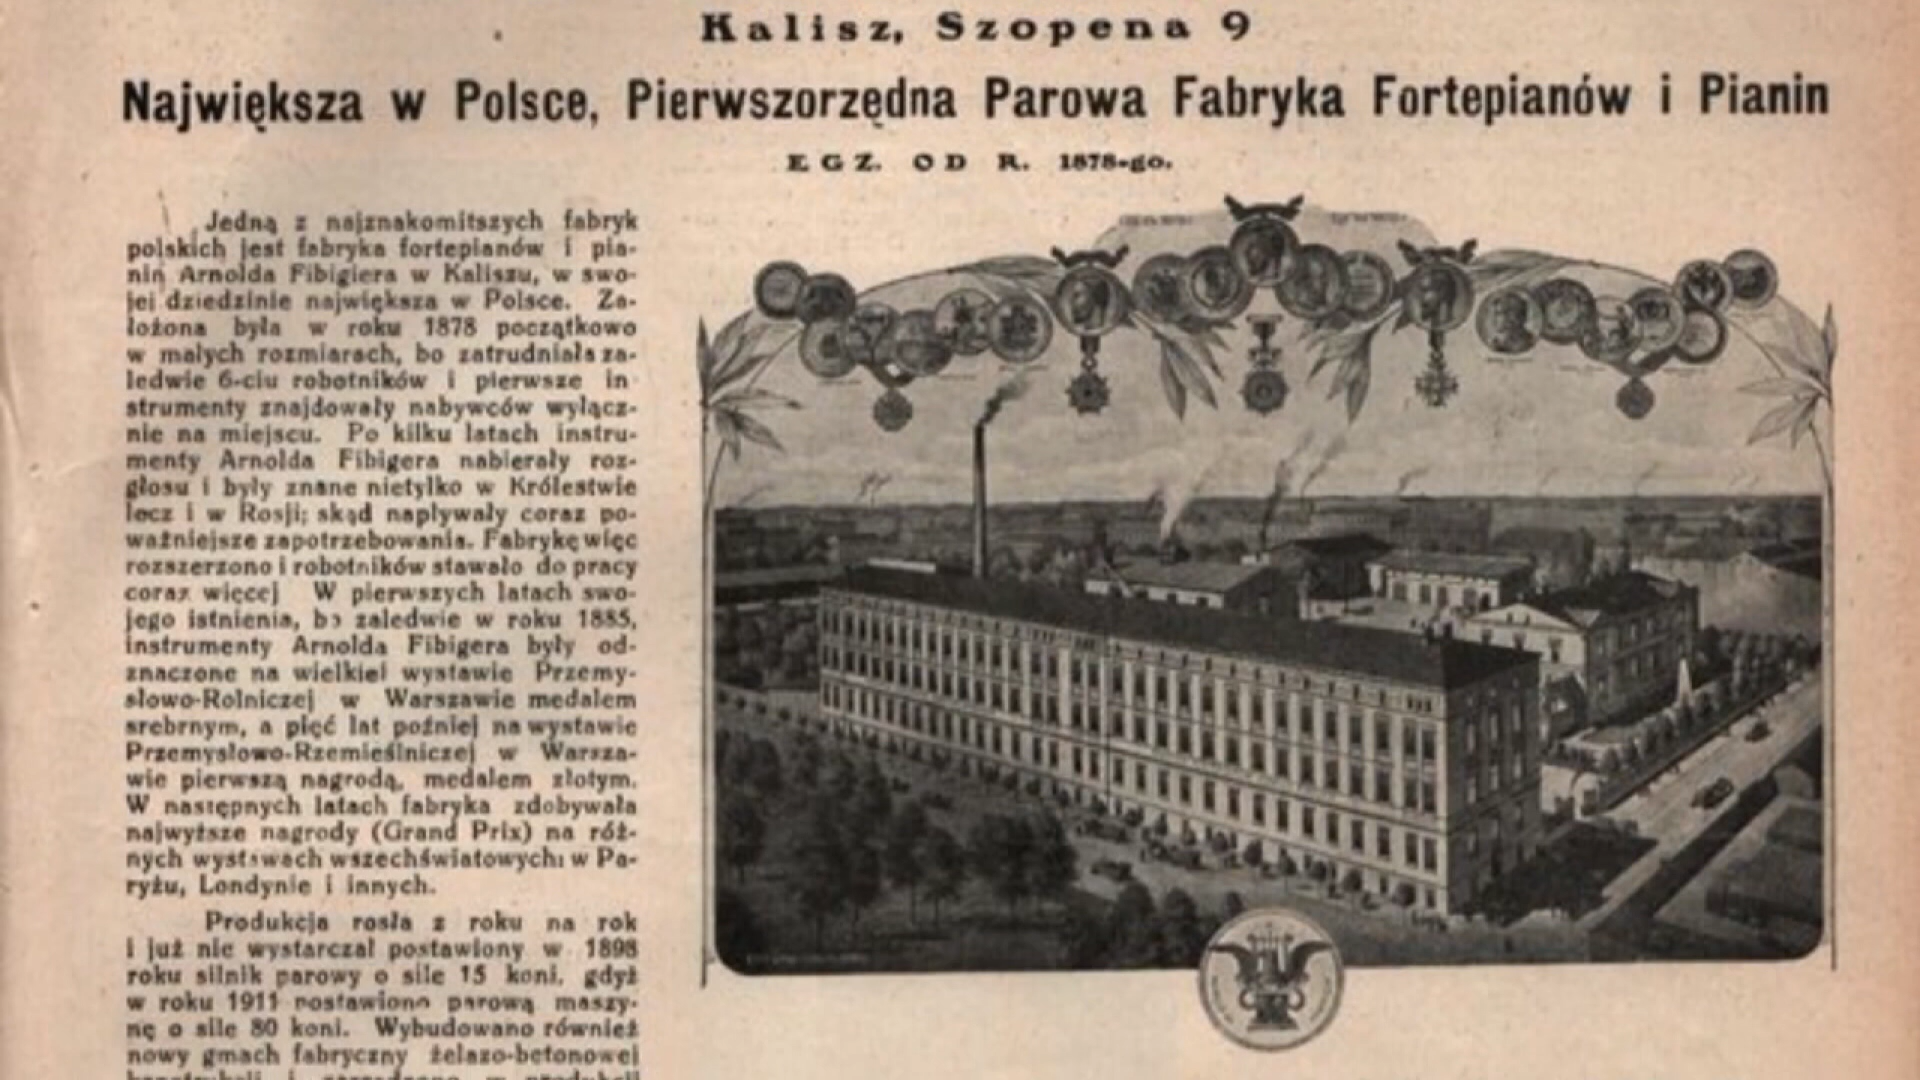 Kalisz, Szopena 9
Największa w Polsce, Pierwszorzędna Parowa Fabryka Fortepianów i Pianin
EGZ. OD R. 1878-go.
Jedną z najznakomitszych fabryk
polskich jest fabryka fortepianów i pia-
nin Arnolda Fibigiera w Kaliszu, w swo-
jei dziedzinie największa w Polsce. Za-
łożona była w roku 1878 początkowo
w małych rozmiarach, bo zatrudniała za-
ledwie 6-ciu robotników i pierwsze in
strumenty znajdowały nabywców wyłącz-
nie na miejscu. Po kilku latach instru-
menty Arnolda Fibigera nabierały roz-
głosu i były znane nietylko w Królestwie
lecz i w Rosji; skąd napływały coraz po-
ważniejsze zapotrzebowania. Fabrykę więc
rozszerzono i robotników stawało do pracy
coraz więcej W pierwszych latach swo-
jego istnienia, bo zaledwie w roku 1885,
instrumenty Arnolda Fibigera były od-
znaczone na wielkiej wystawie Przemy-
słowo-Rolniczej w Warszawie medalem
srebrnym, a pięć lat poźniej na wystawie
Przemysłowo-Rzemieślniczej w Warsza-
wie pierwszą nagrodą, medalem złotym.
W następnych latach fabryka zdobywała
najwyższe nagrody (Grand Prix) na róż-
nych wystawach wszechświatowych: w Pa-
ryżu, Londynie i innych.
Produkcja rosła z roku na rok
i już nie wystarczał postawiony w 1898
roku silnik parowy o sile 15 koni, gdyż
w roku 1911 postawiono parową maszy-
nę o sile 80 koni. Wybudowano również
nowy gmach fabryczny żelazo-betonowej